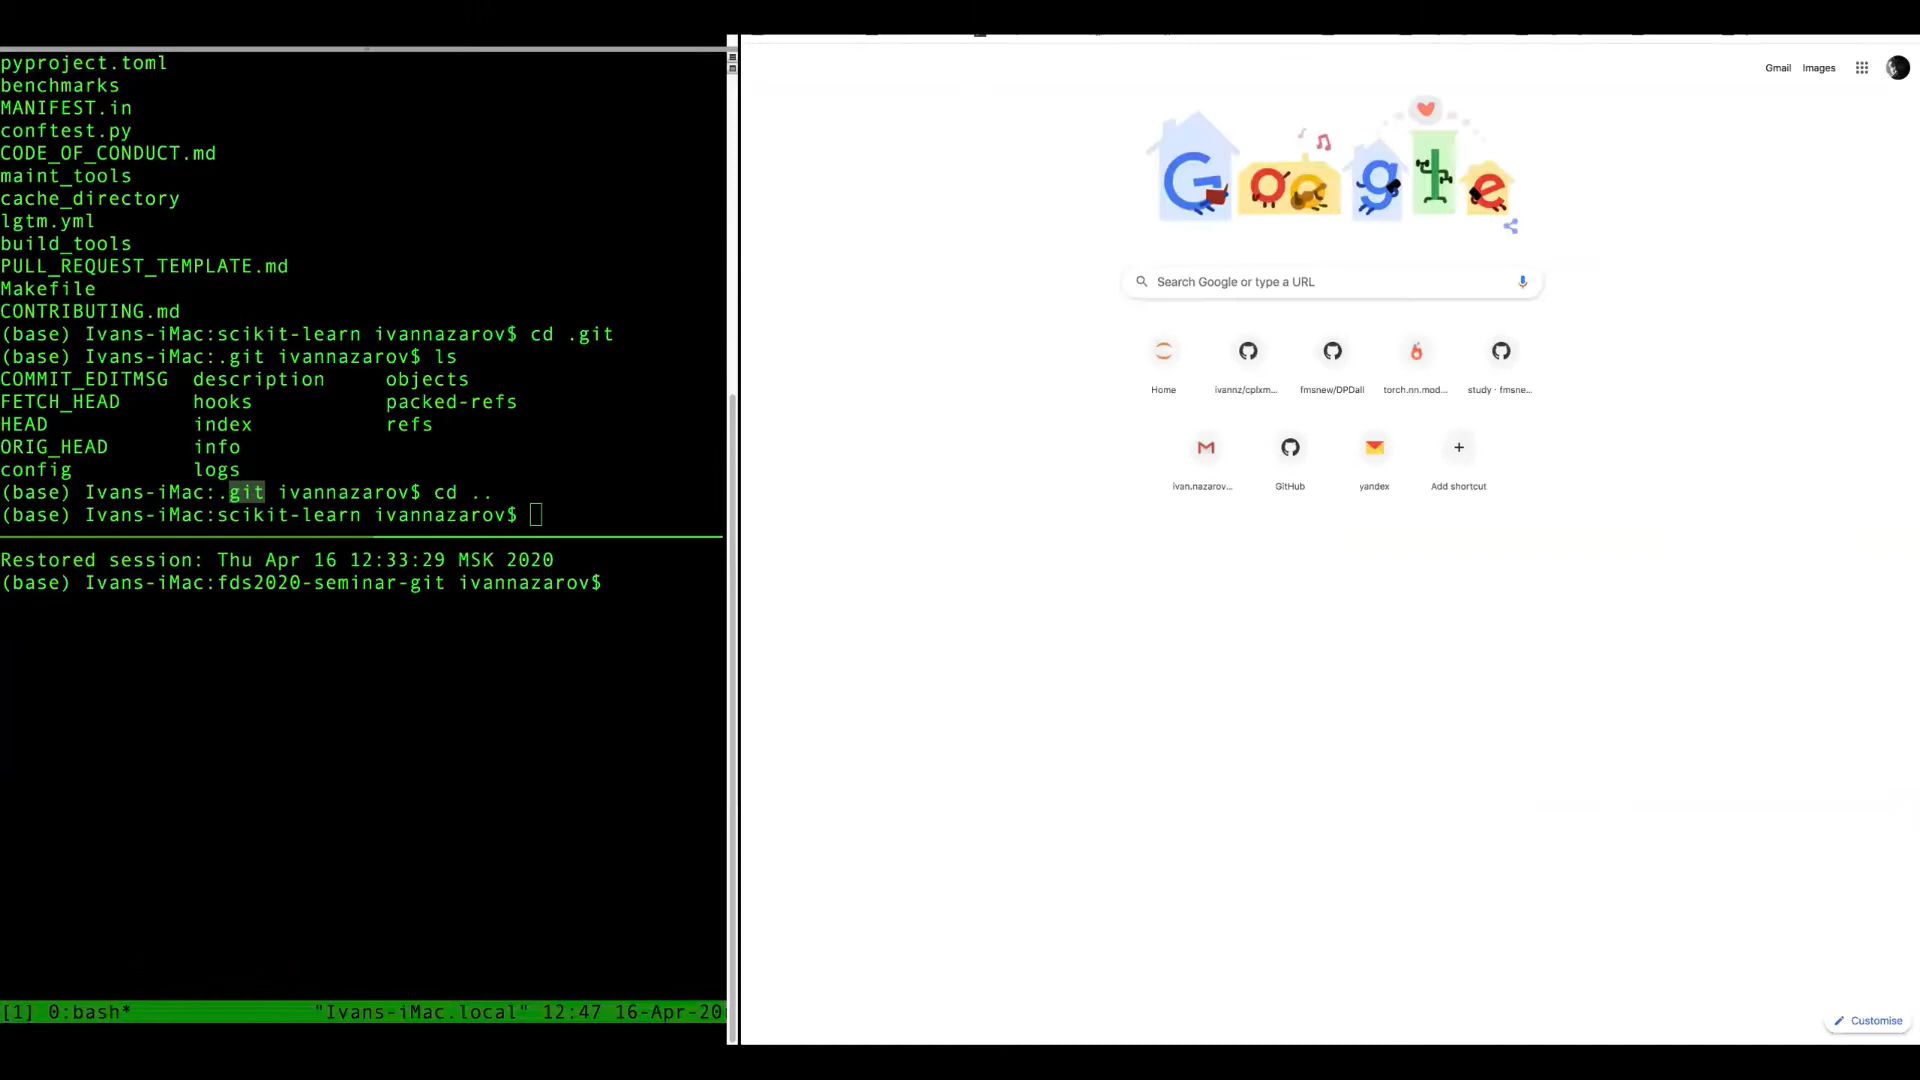 pyproject.toml
benchmarks
MANIFEST.in
conftest.py
CODE_OF_CONDUCT.md
maint_tools
cache_directory
lgtm.yml
build_tools
PULL_REQUEST_TEMPLATE.md
Makefile
CONTRIBUTING.md
(base) Ivans-iMac:scikit-learn ivannazarov$ cd .git
(base) Ivans-iMac:.git ivannazarov$ ls
COMMIT_EDITMSG description objects
FETCH_HEAD hooks packed-refs
HEAD index refs
ORIG_HEAD info
config logs
(base) Ivans-iMac:.git ivannazarov$ cd ..
(base) Ivans-iMac:scikit-learn ivannazarov$
Restored session: Thu Apr 16 12:33:29 MSK 2020
(base) Ivans-iMac:fds2020-seminar-git ivannazarov$
[1] 0:bash* "Ivans-iMac.local" 12:47 16-Apr-20
Gmail Images
Google
Search Google or type a URL
Home ivannz/cplxm... fmsnew/DPDall torch.nn.mod... study · fmsne...
ivan.nazarov... GitHub yandex Add shortcut
Customise